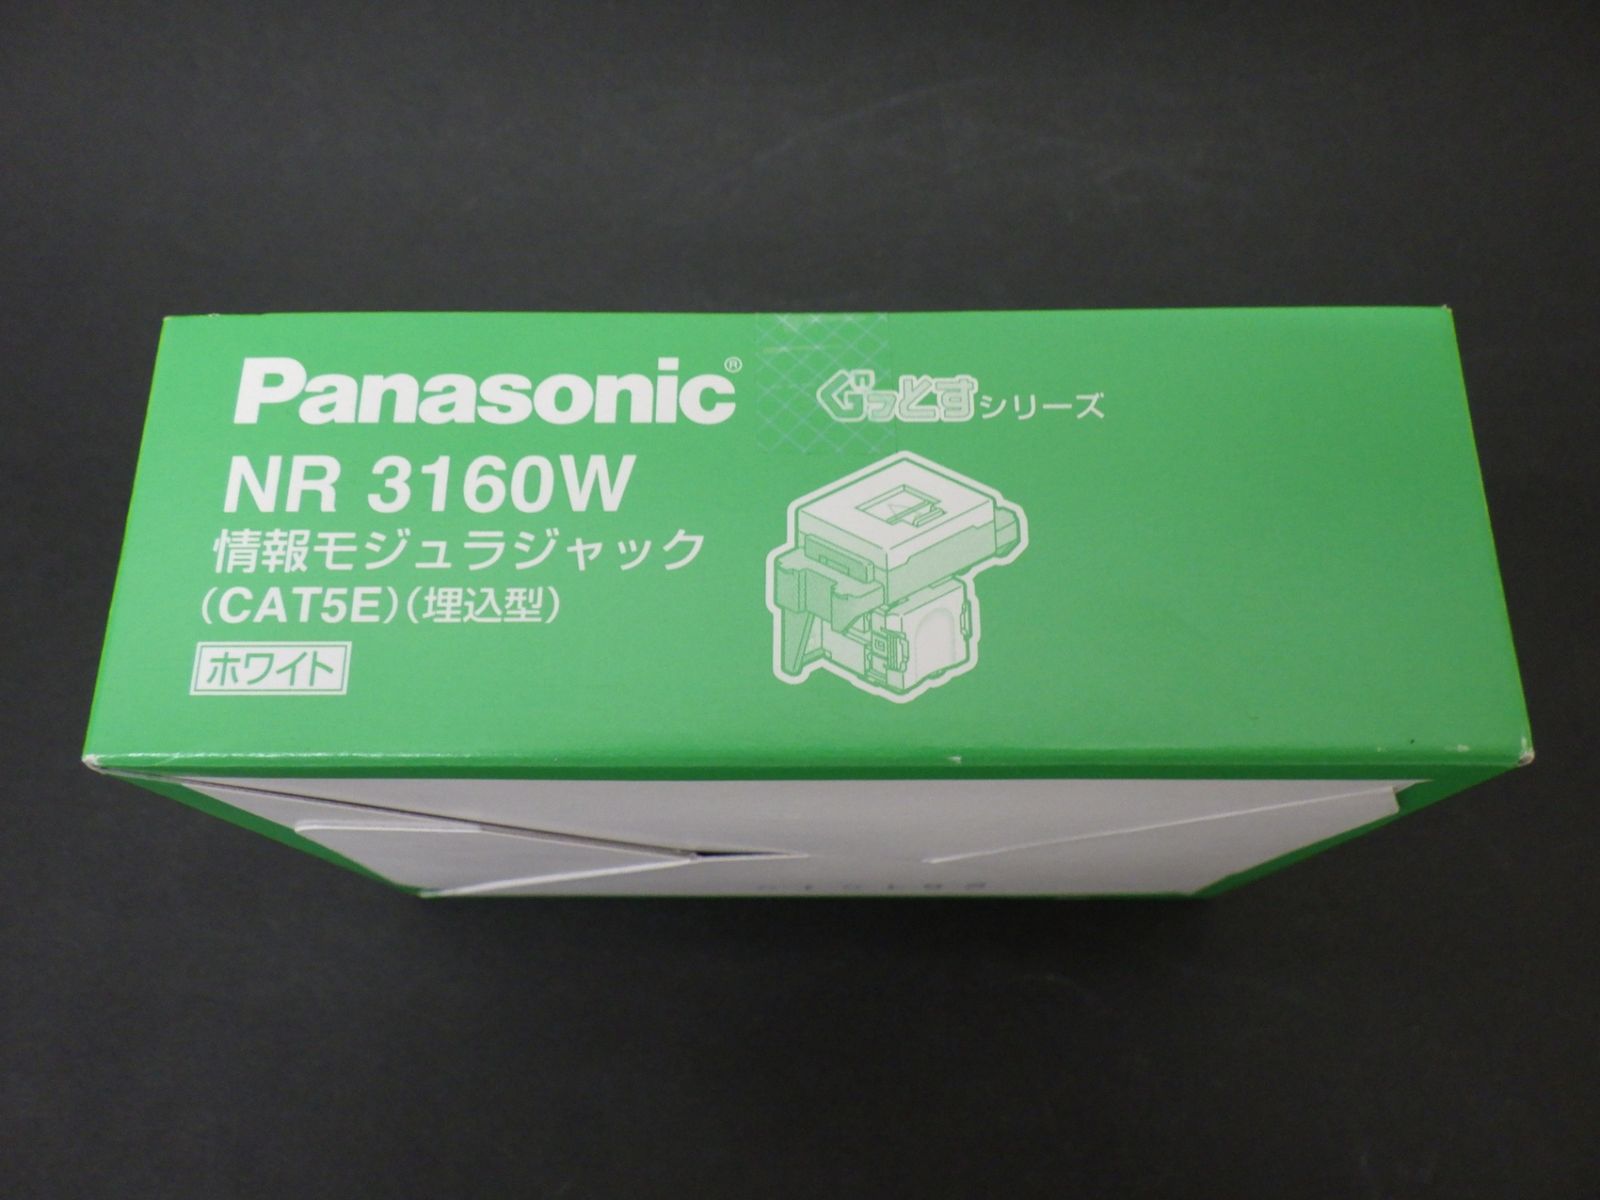 Panasonic®
ぐっとすシリーズ
NR 3160W
情報モジュラジャック
(CAT5E)(埋込型)
ホワイト